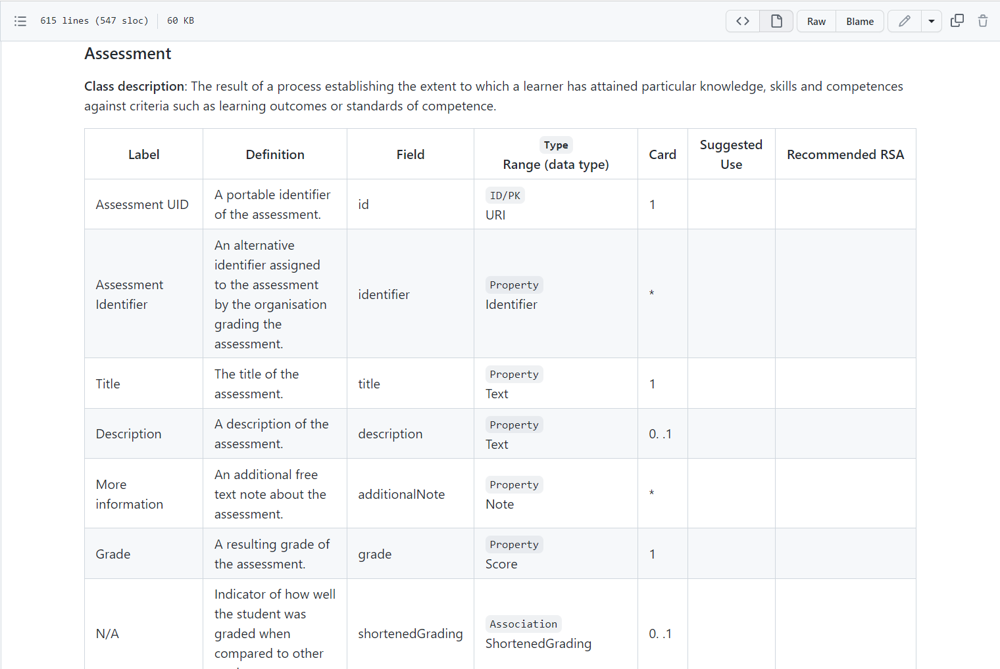 615 lines (547 sloc) 60 KB Raw Blame
Assessment
Class description: The result of a process establishing the extent to which a learner has attained particular knowledge, skills and competences
against criteria such as learning outcomes or standards of competence.
Label
Definition
Field
Type
Range (data type)
Card
Suggested
Use
Recommended RSA
Assessment UID
A portable identifier
of the assessment.
id
ID/PK
URI
1
Assessment
Identifier
An alternative
identifier assigned
to the assessment
by the organisation
grading the
assessment.
identifier
Property
Identifier
*
Title
The title of the
assessment.
title
Property
Text
1
Description
A description of the
assessment.
description
Property
Text
0. .1
More
information
An additional free
text note about the
assessment.
additionalNote
Property
Note
*
Grade
A resulting grade of
the assessment.
grade
Property
Score
1
N/A
Indicator of how well
the student was
graded when
compared to other
shortenedGrading
Association
ShortenedGrading
0. .1